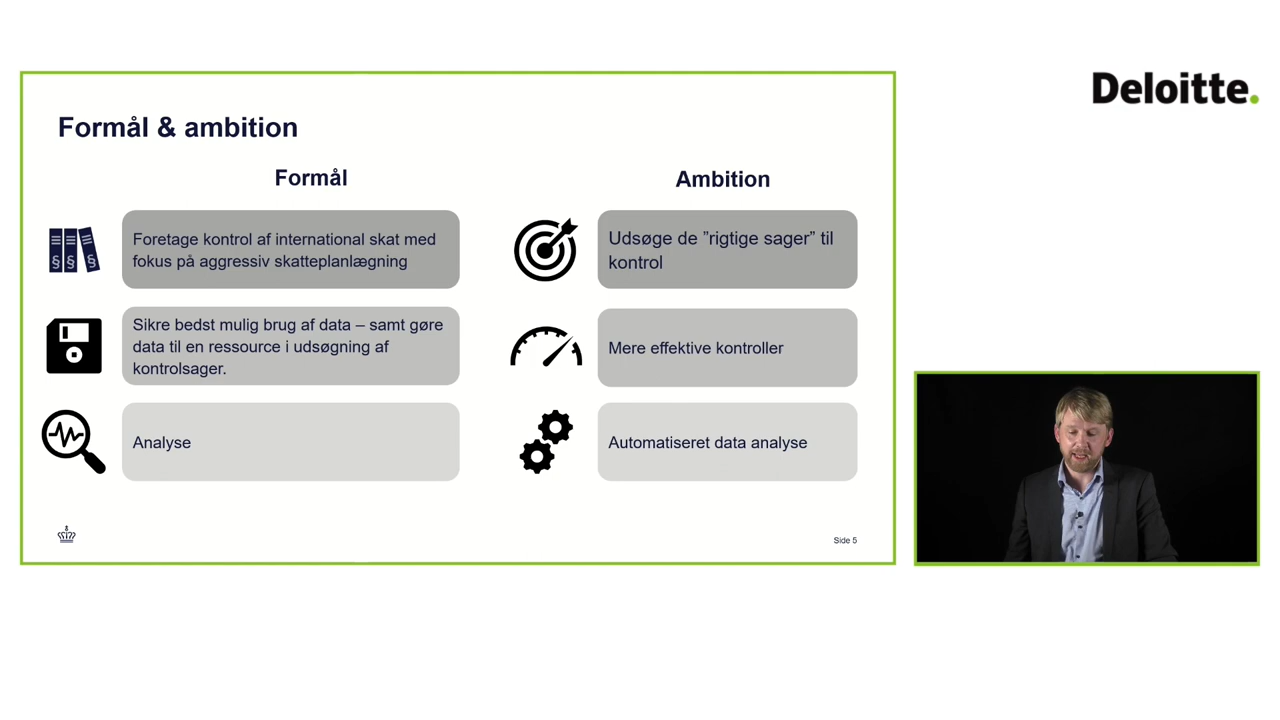 Deloitte.
Formål & ambition
Formål
Foretage kontrol af international skat med
fokus på aggressiv skatteplanlægning
Sikre bedst mulig brug af data – samt gøre
data til en ressource i udsøgning af
kontrolsager.
Analyse
Ambition
Udsøge de ”rigtige sager” til
kontrol
Mere effektive kontroller
Automatiseret data analyse
§ § §
Side 5